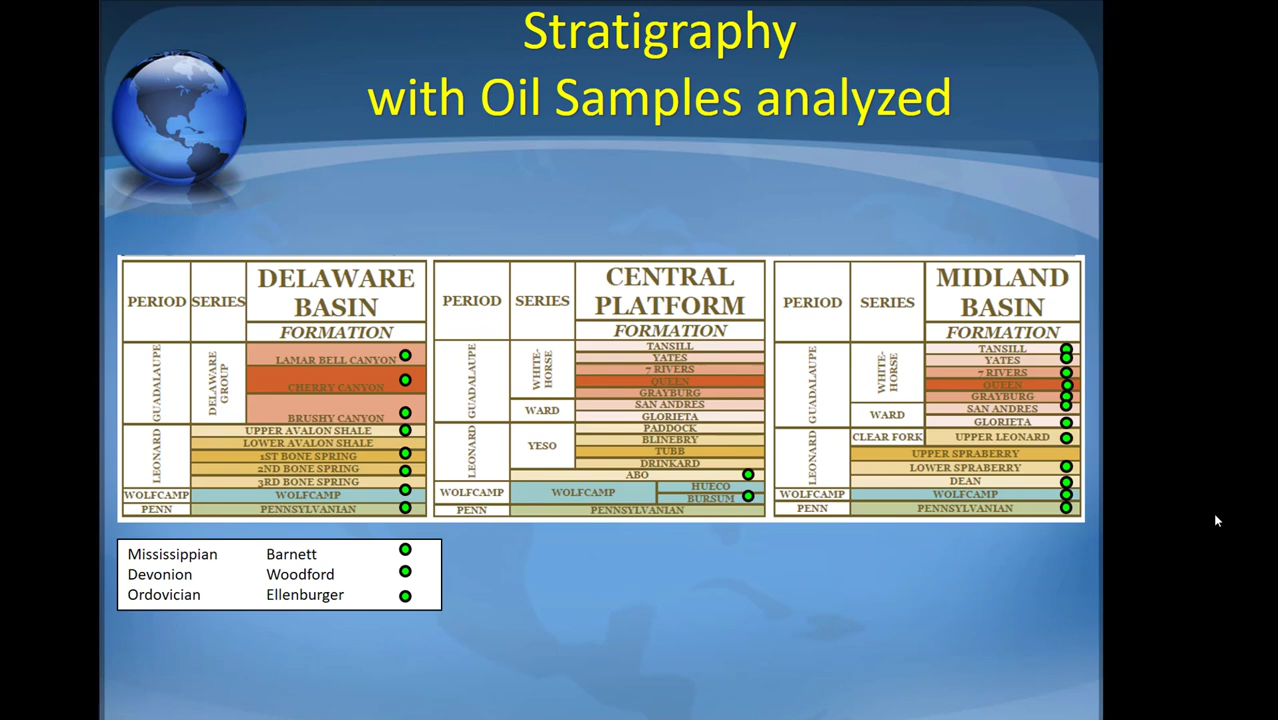 Stratigraphy
with Oil Samples analyzed
PERIOD
SERIES
DELAWARE
BASIN
FORMATION
GUADALAUPE
DELAWARE
GROUP
LAMAR BELL CANYON
CHERRY CANYON
BRUSHY CANYON
LEONARD
UPPER AVALON SHALE
LOWER AVALON SHALE
1ST BONE SPRING
2ND BONE SPRING
3RD BONE SPRING
WOLFCAMP
WOLFCAMP
PENN
PENNSYLVANIAN
PERIOD
SERIES
CENTRAL
PLATFORM
FORMATION
GUADALAUPE
WHITE-
HORSE
TANSILL
YATES
7 RIVERS
QUEEN
GRAYBURG
WARD
SAN ANDRES
GLORIETA
LEONARD
YESO
PADDOCK
BLINEBRY
TUBB
DRINKARD
ABO
WOLFCAMP
WOLFCAMP
HUECO
BURSUM
PENN
PENNSYLVANIAN
PERIOD
SERIES
MIDLAND
BASIN
FORMATION
GUADALAUPE
WHITE-
HORSE
TANSILL
YATES
7 RIVERS
QUEEN
GRAYBURG
WARD
SAN ANDRES
GLORIETA
LEONARD
CLEAR FORK
UPPER LEONARD
UPPER SPRABERRY
LOWER SPRABERRY
DEAN
WOLFCAMP
WOLFCAMP
PENN
PENNSYLVANIAN
Mississippian Barnett
Devonion Woodford
Ordovician Ellenburger